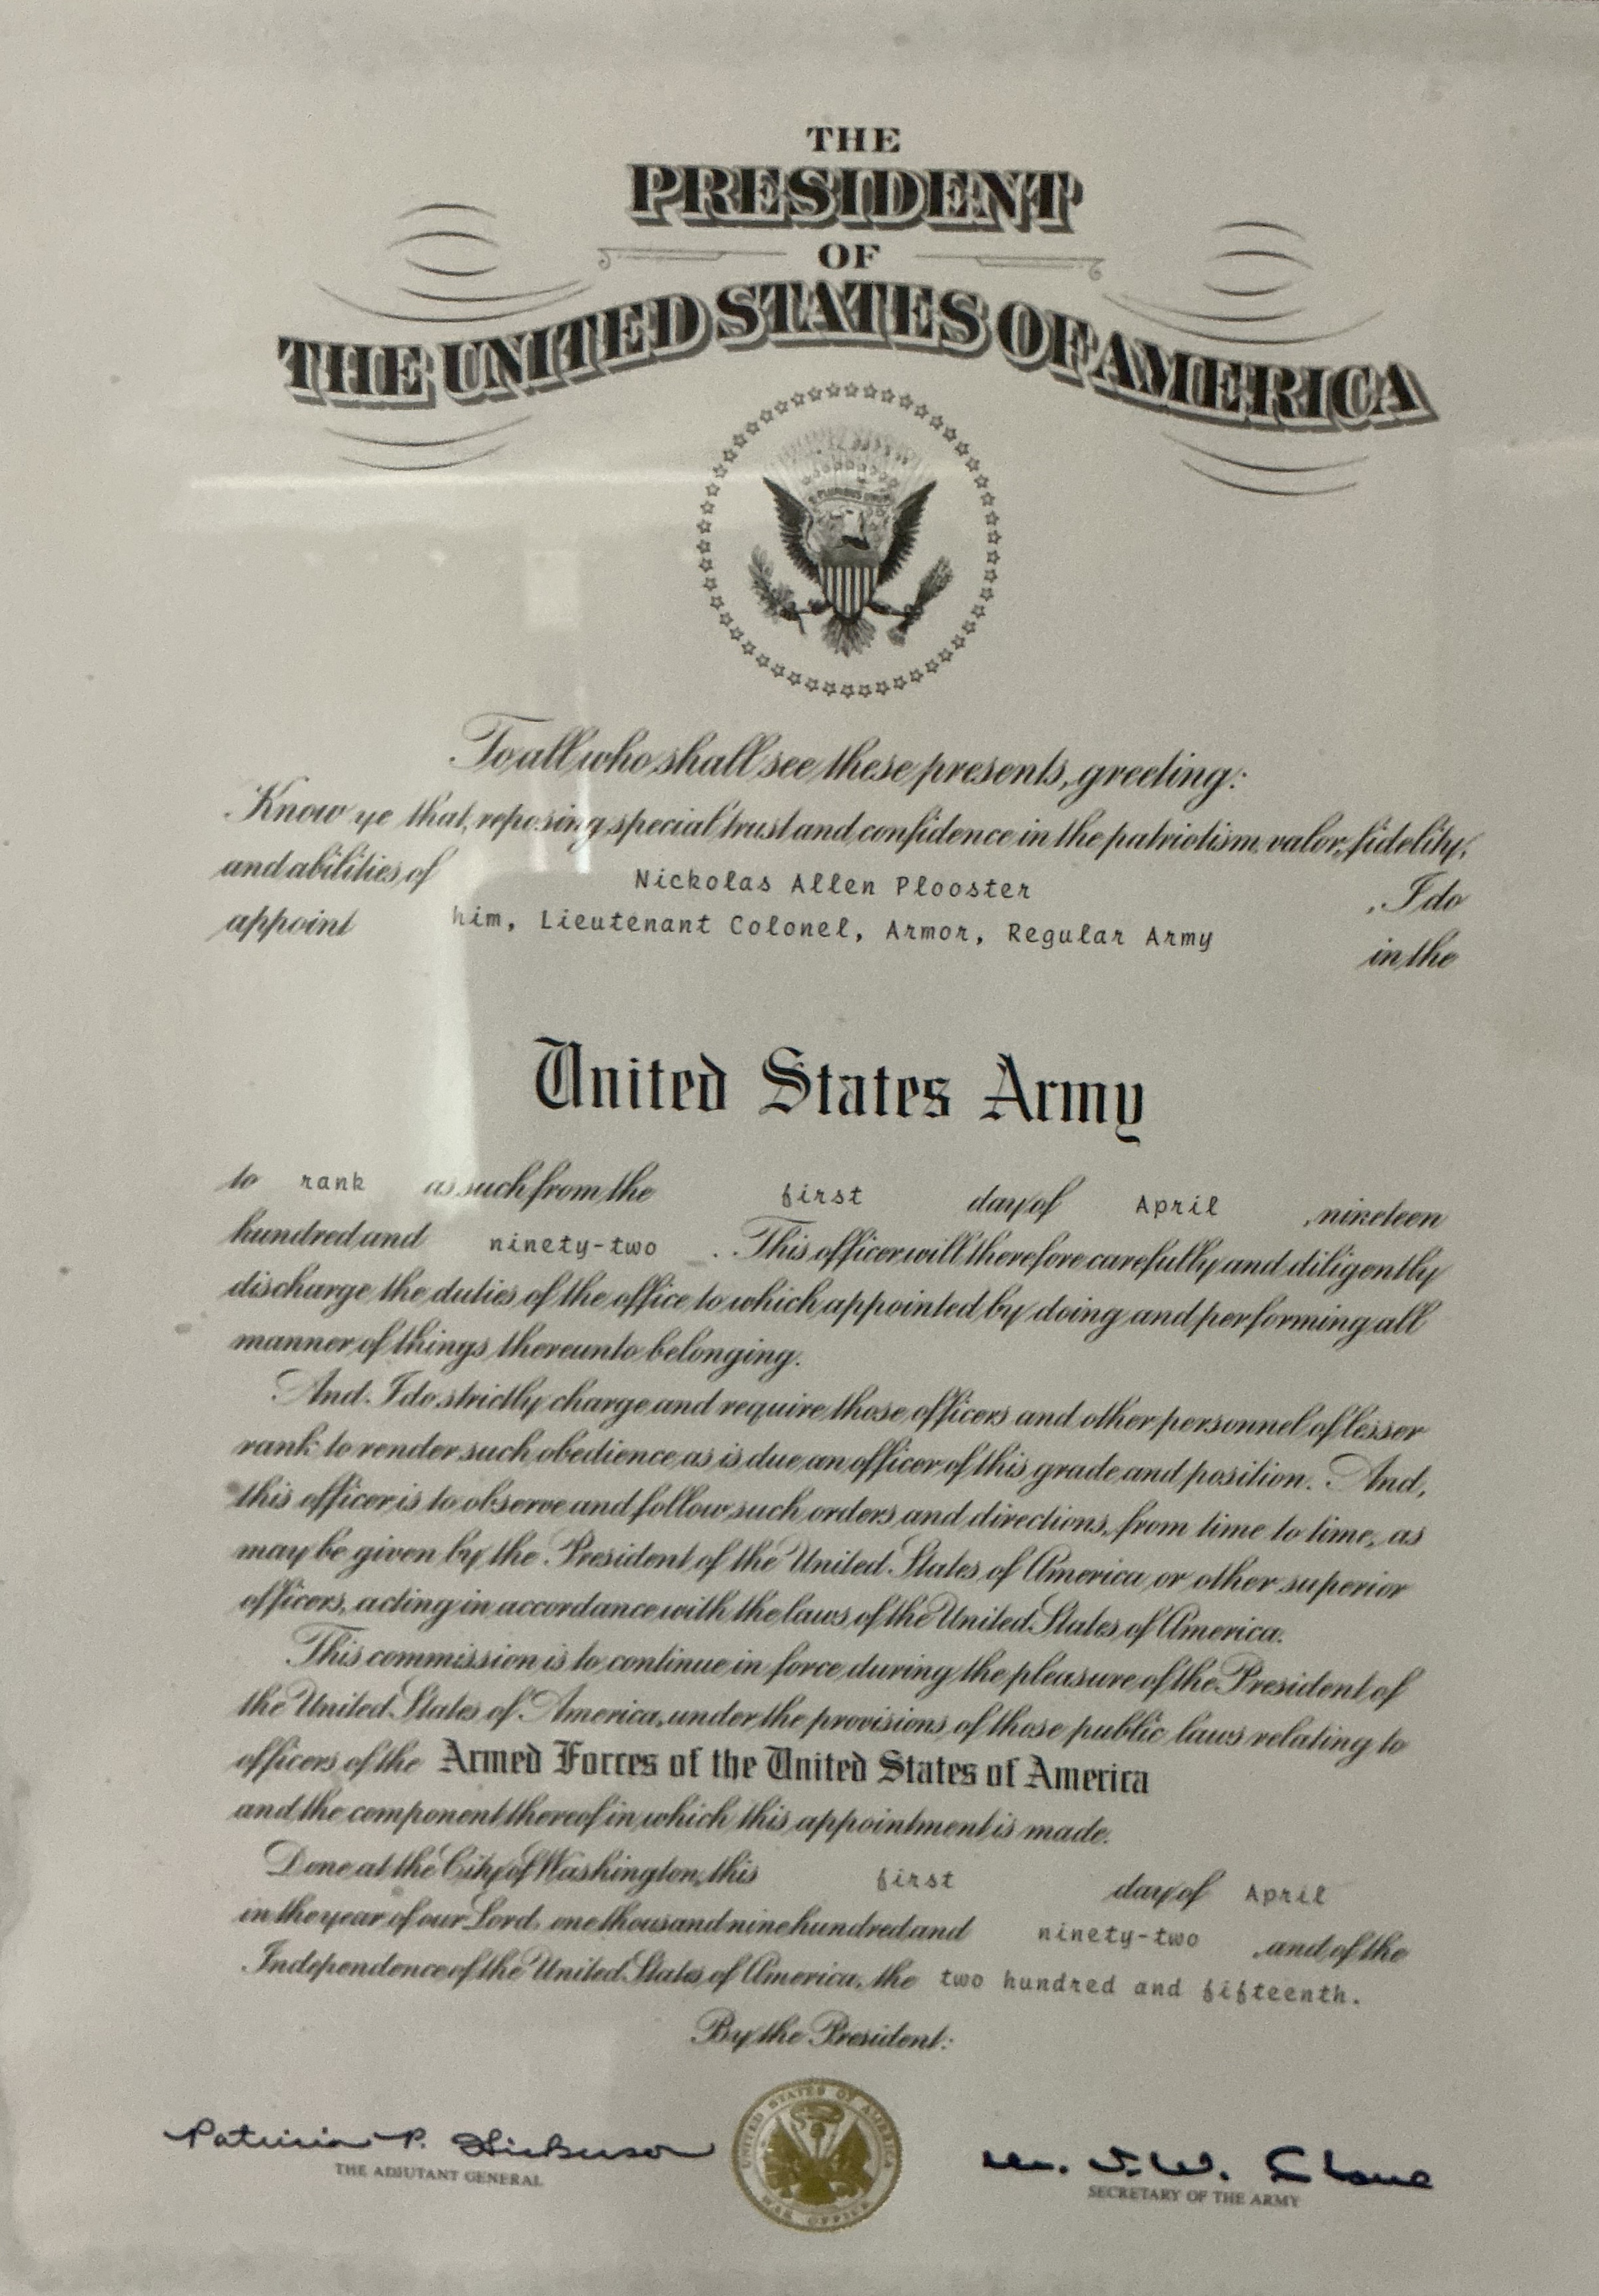 THE
PRESIDENT
OF
THE UNITED STATES OF AMERICA
E PLURIBUS UNUM
To all who shall see these presents, greeting:
Know ye that, reposing special trust and confidence in the patriotism, valor, fidelity,
and abilities of Nickolas Allen Plooster , I do
appoint him, Lieutenant Colonel, Armor, Regular Army in the
United States Army
to rank as such from the first day of April , nineteen
hundred and ninety-two . This officer will therefore carefully and diligently
discharge the duties of the office to which appointed by doing and performing all
manner of things thereunto belonging.
And I do strictly charge and require those officers and other personnel of lesser
rank to render such obedience as is due an officer of this grade and position. And,
this officer is to observe and follow such orders and directions, from time to time, as
may be given by the President of the United States of America or other superior
officers, acting in accordance with the laws of the United States of America.
This commission is to continue in force during the pleasure of the President of
the United States of America, under the provisions of those public laws relating to
officers of the Armed Forces of the United States of America
and the component thereof in which this appointment is made.
Done at the City of Washington, this first day of April
in the year of our Lord one thousand nine hundred and ninety-two , and of the
Independence of the United States of America, the two hundred and fifteenth.
By the President:
Patricia P. Hickerson
THE ADJUTANT GENERAL
UNITED STATES OF AMERICA
WAR OFFICE
M. P. W. Stone
SECRETARY OF THE ARMY